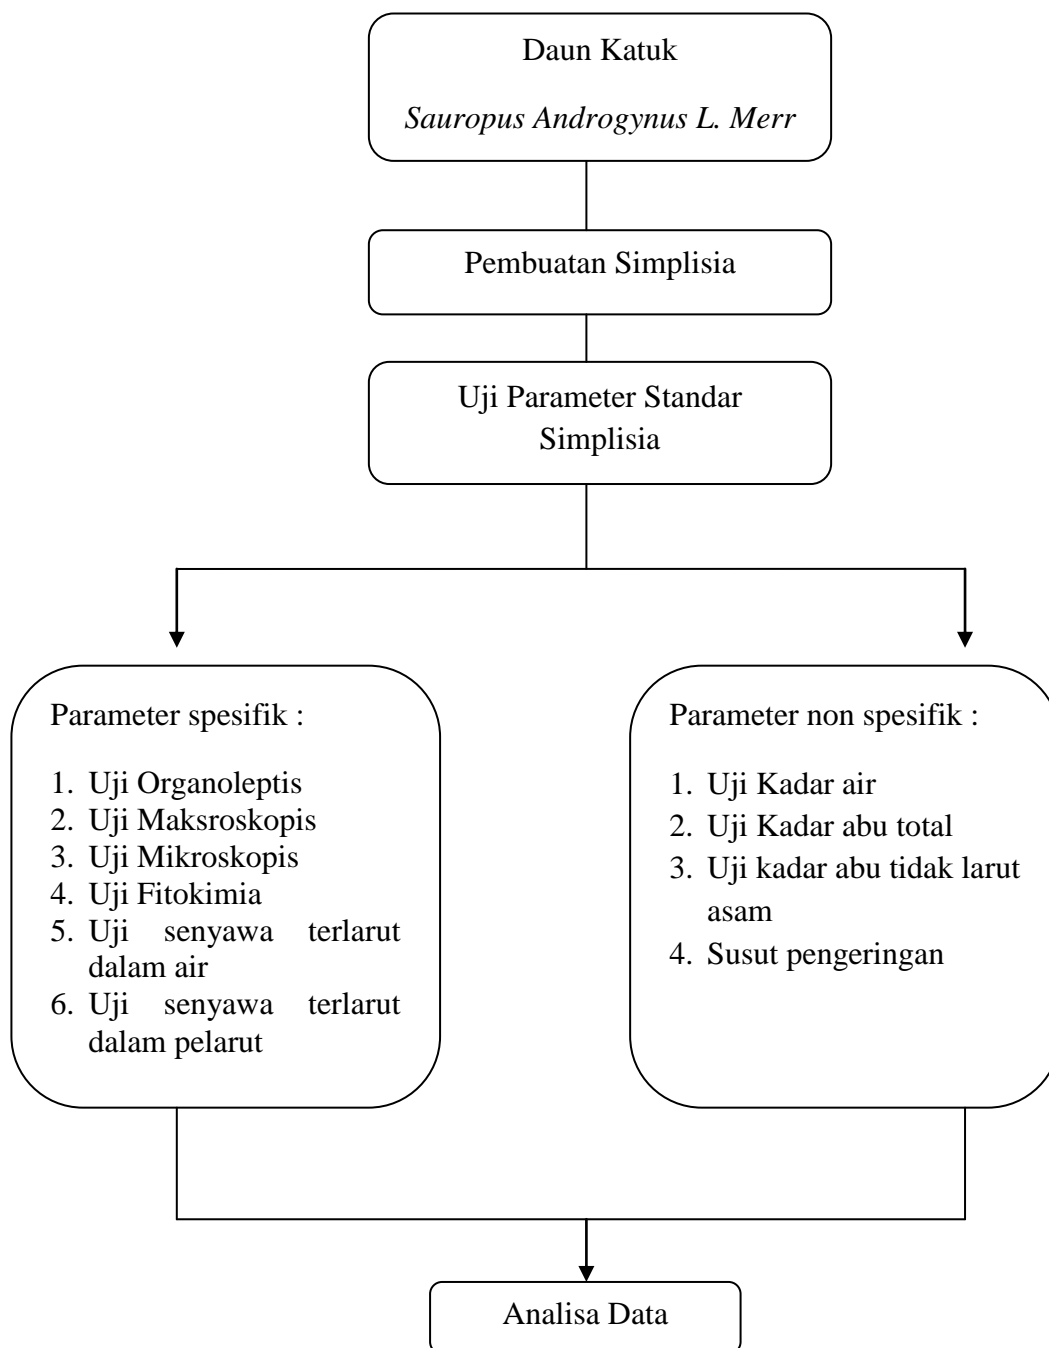 Daun Katuk
Sauropus Androgynus L. Merr
Pembuatan Simplisia
Uji Parameter Standar
Simplisia
Parameter spesifik :
1. Uji Organoleptis
2. Uji Maksroskopis
3. Uji Mikroskopis
4. Uji Fitokimia
5. Uji senyawa terlarut
dalam air
6. Uji senyawa terlarut
dalam pelarut
Parameter non spesifik :
1. Uji Kadar air
2. Uji Kadar abu total
3. Uji kadar abu tidak larut
asam
4. Susut pengeringan
Analisa Data